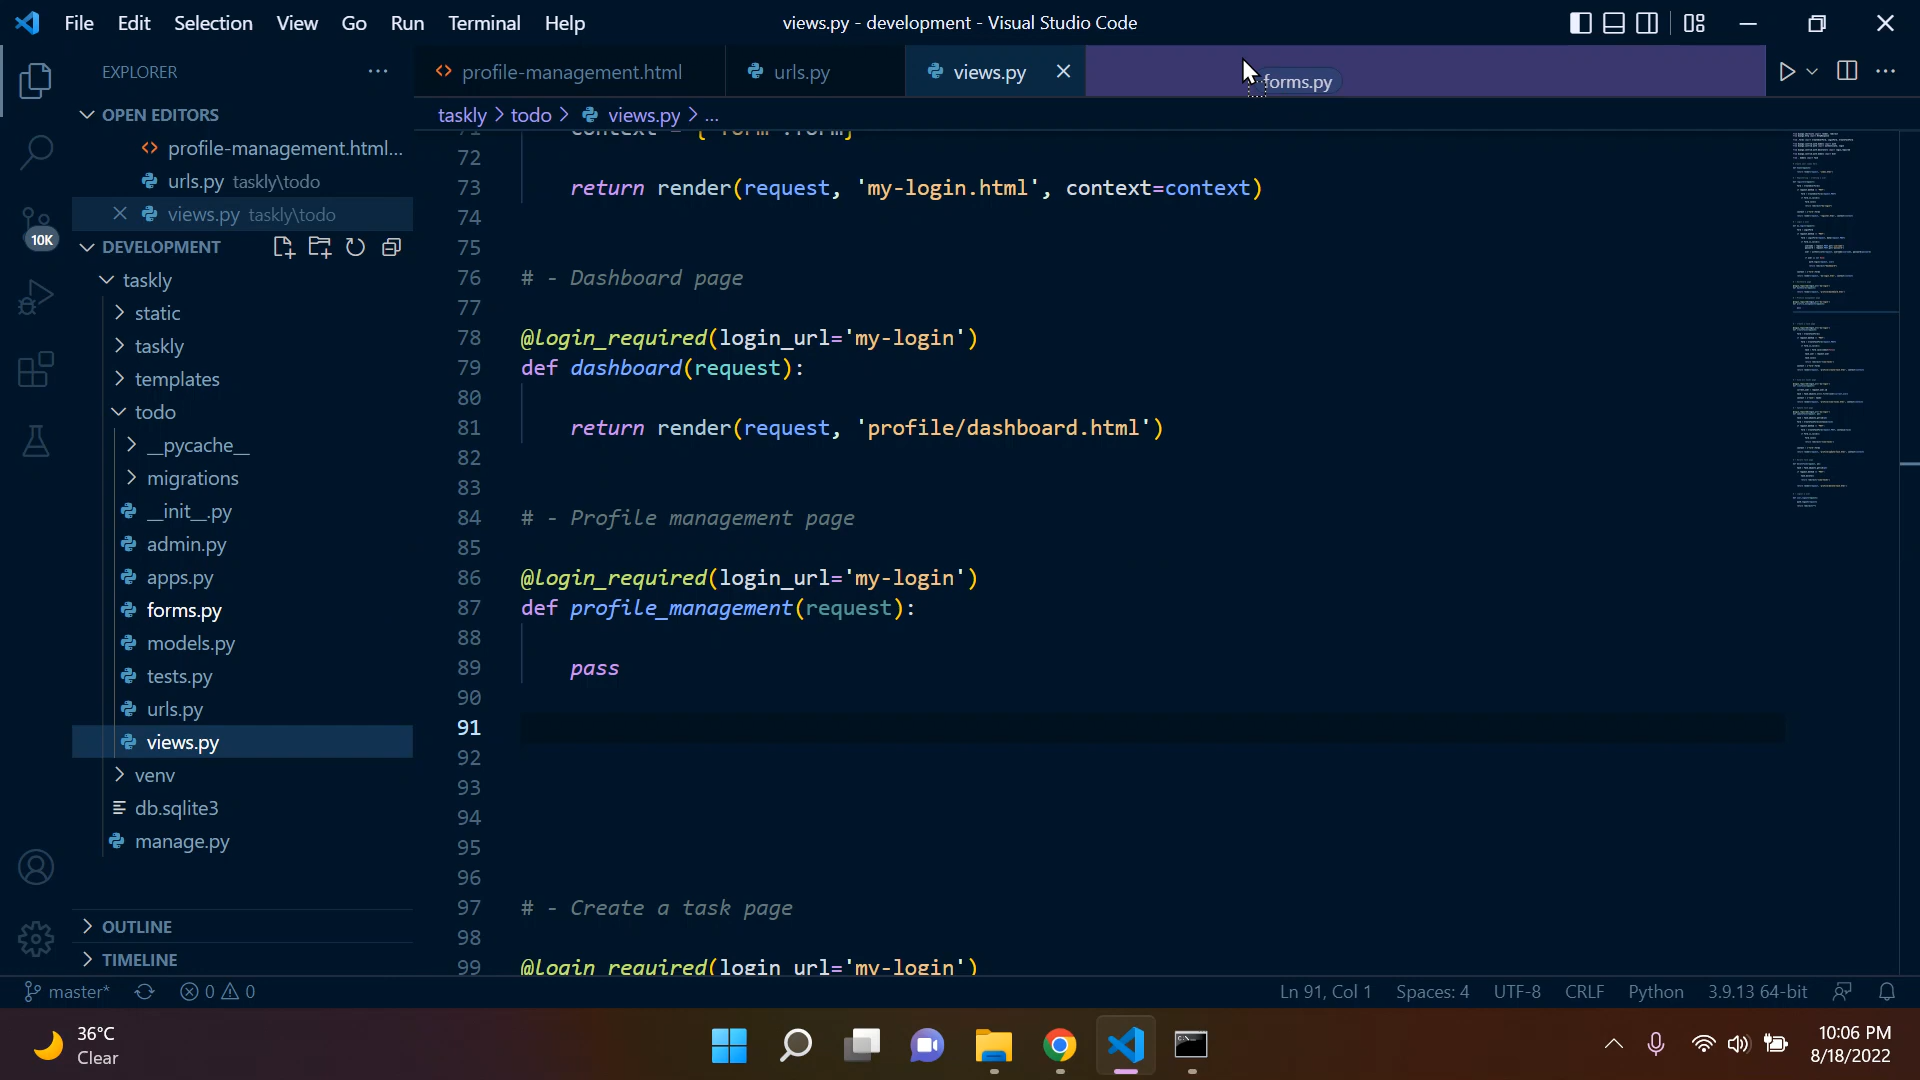 File Edit Selection View Go Run Terminal Help
views.py - development - Visual Studio Code
EXPLORER
OPEN EDITORS
profile-management.html...
urls.py taskly\todo
views.py taskly\todo
10K
DEVELOPMENT
taskly
static
taskly
templates
todo
__pycache__
migrations
__init__.py
admin.py
apps.py
forms.py
models.py
tests.py
urls.py
views.py
venv
db.sqlite3
manage.py
OUTLINE
TIMELINE
profile-management.html
urls.py
views.py
forms.py
taskly > todo > views.py > ...
72
73 return render(request, 'my-login.html', context=context)
74
75
76 # - Dashboard page
77
78 @login_required(login_url='my-login')
79 def dashboard(request):
80
81 return render(request, 'profile/dashboard.html')
82
83
84 # - Profile management page
85
86 @login_required(login_url='my-login')
87 def profile_management(request):
88
89 pass
90
91
92
93
94
95
96
97 # - Create a task page
98
99 @login_required(login_url='my-login')
master* 0 0
Ln 91, Col 1 Spaces: 4 UTF-8 CRLF Python 3.9.13 64-bit
36°C
Clear
10:06 PM
8/18/2022